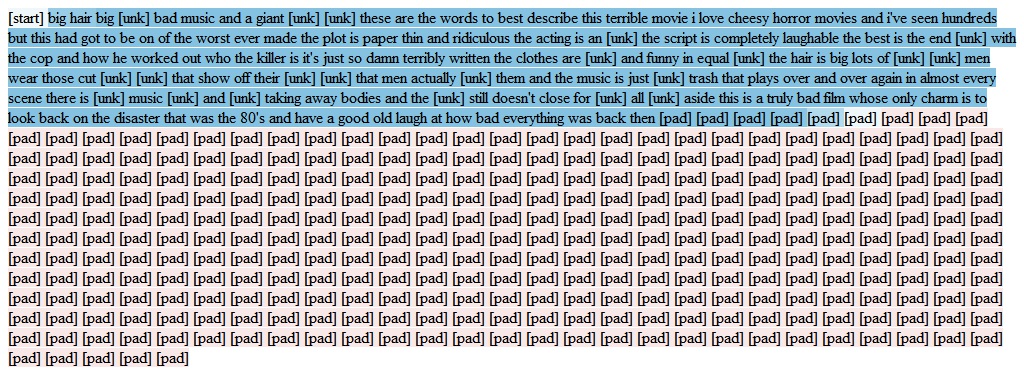 [start] big hair big [unk] bad music and a giant [unk] [unk] these are the words to best describe this terrible movie i love cheesy horror movies and i've seen hundreds
but this had got to be on of the worst ever made the plot is paper thin and ridiculous the acting is an [unk] the script is completely laughable the best is the end [unk] with
the cop and how he worked out who the killer is it's just so damn terribly written the clothes are [unk] and funny in equal [unk] the hair is big lots of [unk] [unk] men
wear those cut [unk] [unk] that show off their [unk] [unk] that men actually [unk] them and the music is just [unk] trash that plays over and over again in almost every
scene there is [unk] music [unk] and [unk] taking away bodies and the [unk] still doesn't close for [unk] all [unk] aside this is a truly bad film whose only charm is to
look back on the disaster that was the 80's and have a good old laugh at how bad everything was back then [pad] [pad] [pad] [pad] [pad] [pad] [pad] [pad] [pad]
[pad] [pad] [pad] [pad] [pad] [pad] [pad] [pad] [pad] [pad] [pad] [pad] [pad] [pad] [pad] [pad] [pad] [pad] [pad] [pad] [pad] [pad] [pad] [pad] [pad] [pad] [pad]
[pad] [pad] [pad] [pad] [pad] [pad] [pad] [pad] [pad] [pad] [pad] [pad] [pad] [pad] [pad] [pad] [pad] [pad] [pad] [pad] [pad] [pad] [pad] [pad] [pad] [pad] [pad]
[pad] [pad] [pad] [pad] [pad] [pad] [pad] [pad] [pad] [pad] [pad] [pad] [pad] [pad] [pad] [pad] [pad] [pad] [pad] [pad] [pad] [pad] [pad] [pad] [pad] [pad] [pad]
[pad] [pad] [pad] [pad] [pad] [pad] [pad] [pad] [pad] [pad] [pad] [pad] [pad] [pad] [pad] [pad] [pad] [pad] [pad] [pad] [pad] [pad] [pad] [pad] [pad] [pad] [pad]
[pad] [pad] [pad] [pad] [pad] [pad] [pad] [pad] [pad] [pad] [pad] [pad] [pad] [pad] [pad] [pad] [pad] [pad] [pad] [pad] [pad] [pad] [pad] [pad] [pad] [pad] [pad]
[pad] [pad] [pad] [pad] [pad] [pad] [pad] [pad] [pad] [pad] [pad] [pad] [pad] [pad] [pad] [pad] [pad] [pad] [pad] [pad] [pad] [pad] [pad] [pad] [pad] [pad] [pad]
[pad] [pad] [pad] [pad] [pad] [pad] [pad] [pad] [pad] [pad] [pad] [pad] [pad] [pad] [pad] [pad] [pad] [pad] [pad] [pad] [pad] [pad] [pad] [pad] [pad] [pad] [pad]
[pad] [pad] [pad] [pad] [pad] [pad] [pad] [pad] [pad] [pad] [pad] [pad] [pad] [pad] [pad] [pad] [pad] [pad] [pad] [pad] [pad] [pad] [pad] [pad] [pad] [pad] [pad]
[pad] [pad] [pad] [pad] [pad] [pad] [pad] [pad] [pad] [pad] [pad] [pad] [pad] [pad] [pad] [pad] [pad] [pad] [pad] [pad] [pad] [pad] [pad] [pad] [pad] [pad] [pad]
[pad] [pad] [pad] [pad] [pad] [pad] [pad] [pad] [pad] [pad] [pad] [pad] [pad] [pad] [pad] [pad] [pad] [pad] [pad] [pad] [pad] [pad] [pad] [pad] [pad] [pad] [pad]
[pad] [pad] [pad] [pad] [pad] [pad] [pad] [pad] [pad] [pad] [pad] [pad] [pad] [pad] [pad] [pad] [pad] [pad] [pad] [pad] [pad] [pad] [pad] [pad] [pad] [pad] [pad]
[pad] [pad] [pad] [pad] [pad]